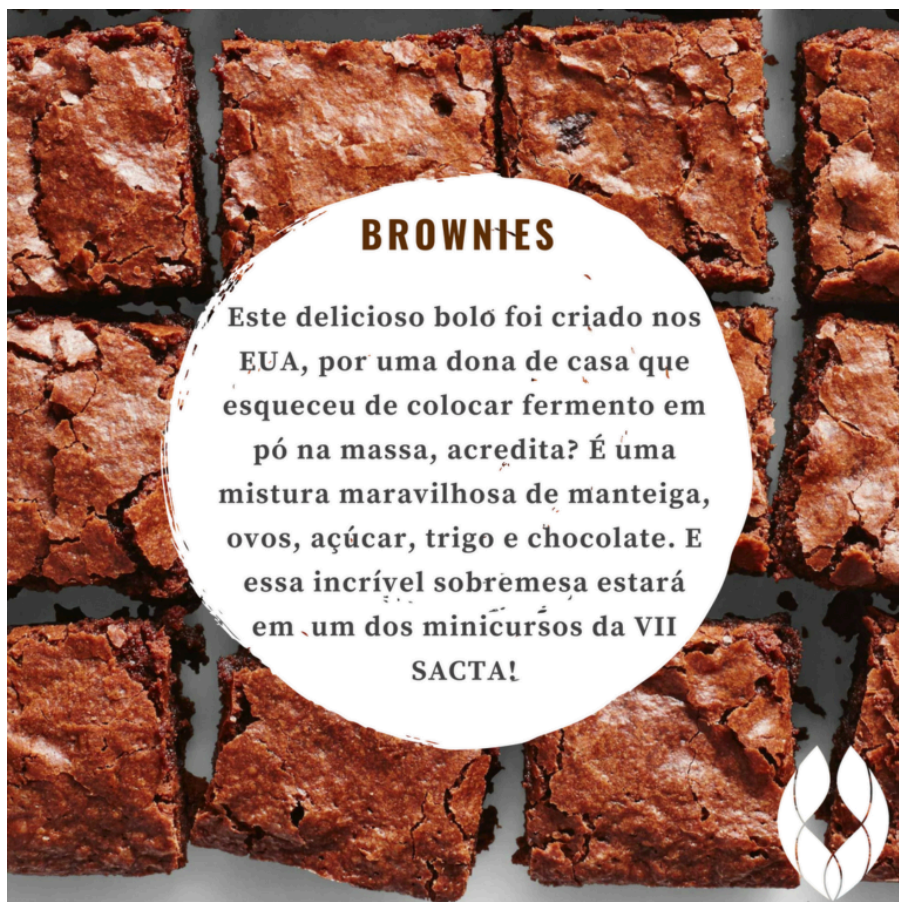 BROWNIES
Este delicioso bolo foi criado nos
EUA, por uma dona de casa que
esqueceu de colocar fermento em
pó na massa, acredita? É uma
mistura maravilhosa de manteiga,
ovos, açúcar, trigo e chocolate. E
essa incrível sobremesa estará
em um dos minicursos da VII
SACTA!